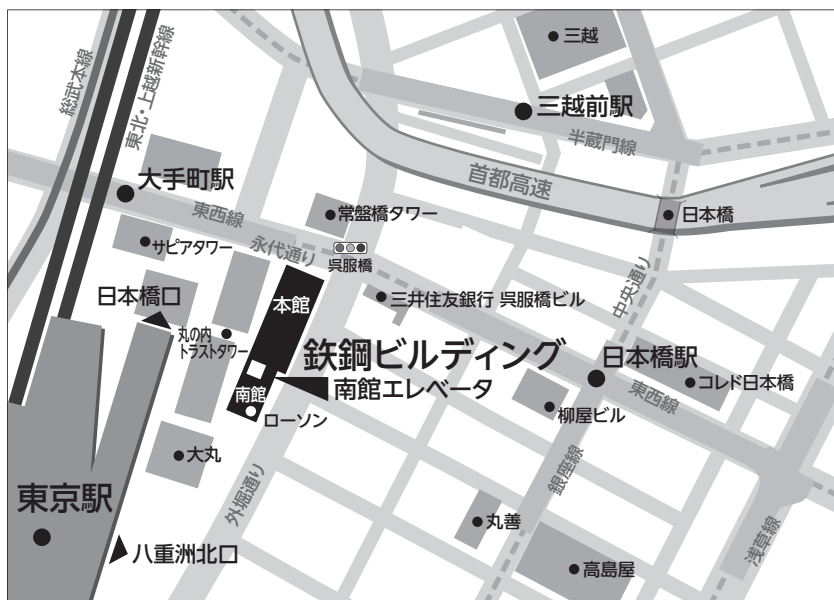 三越
総武本線
東北・上越新幹線
三越前駅
半蔵門線
首都高速
大手町駅
東西線
常盤橋タワー
日本橋
サピアタワー
永代通り
呉服橋
中央通り
日本橋口
本館
三井住友銀行 呉服橋ビル
丸の内
トラストタワー
鉃鋼ビルディング
日本橋駅
南館
南館エレベータ
東西線
コレド日本橋
ローソン
柳屋ビル
大丸
外堀通り
銀座線
東京駅
丸善
浅草線
八重洲北口
高島屋